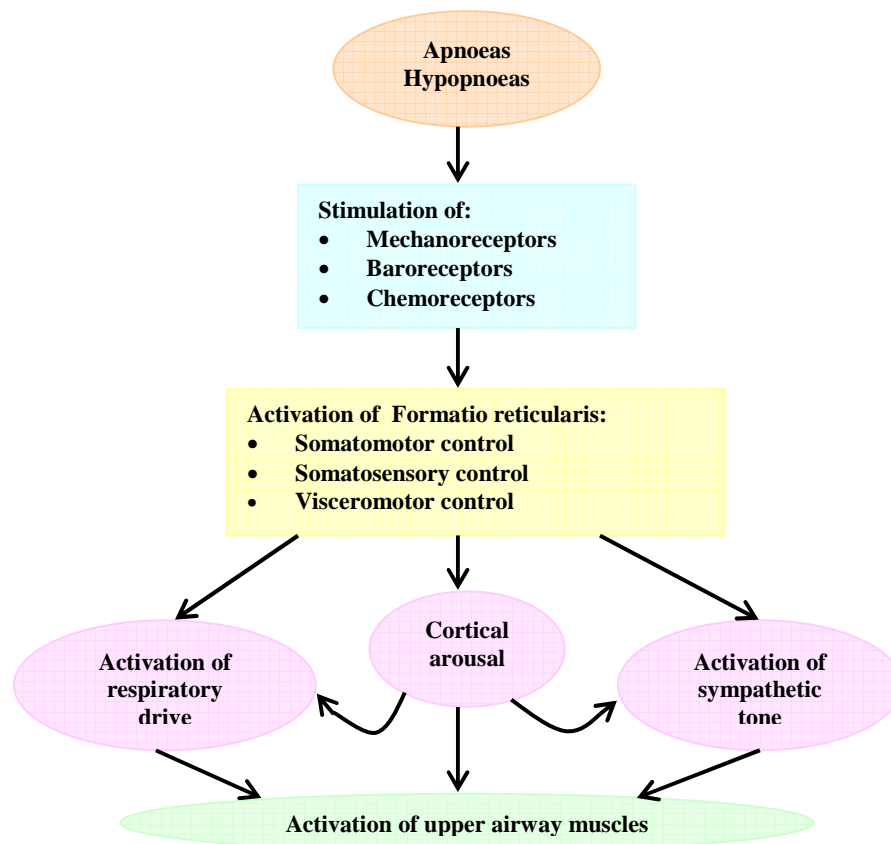 Apnoeas
Hypopnoeas
Stimulation of:
• Mechanoreceptors
• Baroreceptors
• Chemoreceptors
Activation of Formatio reticularis:
• Somatomotor control
• Somatosensory control
• Visceromotor control
Cortical
arousal
Activation of
respiratory
drive
Activation of
sympathetic
tone
Activation of upper airway muscles